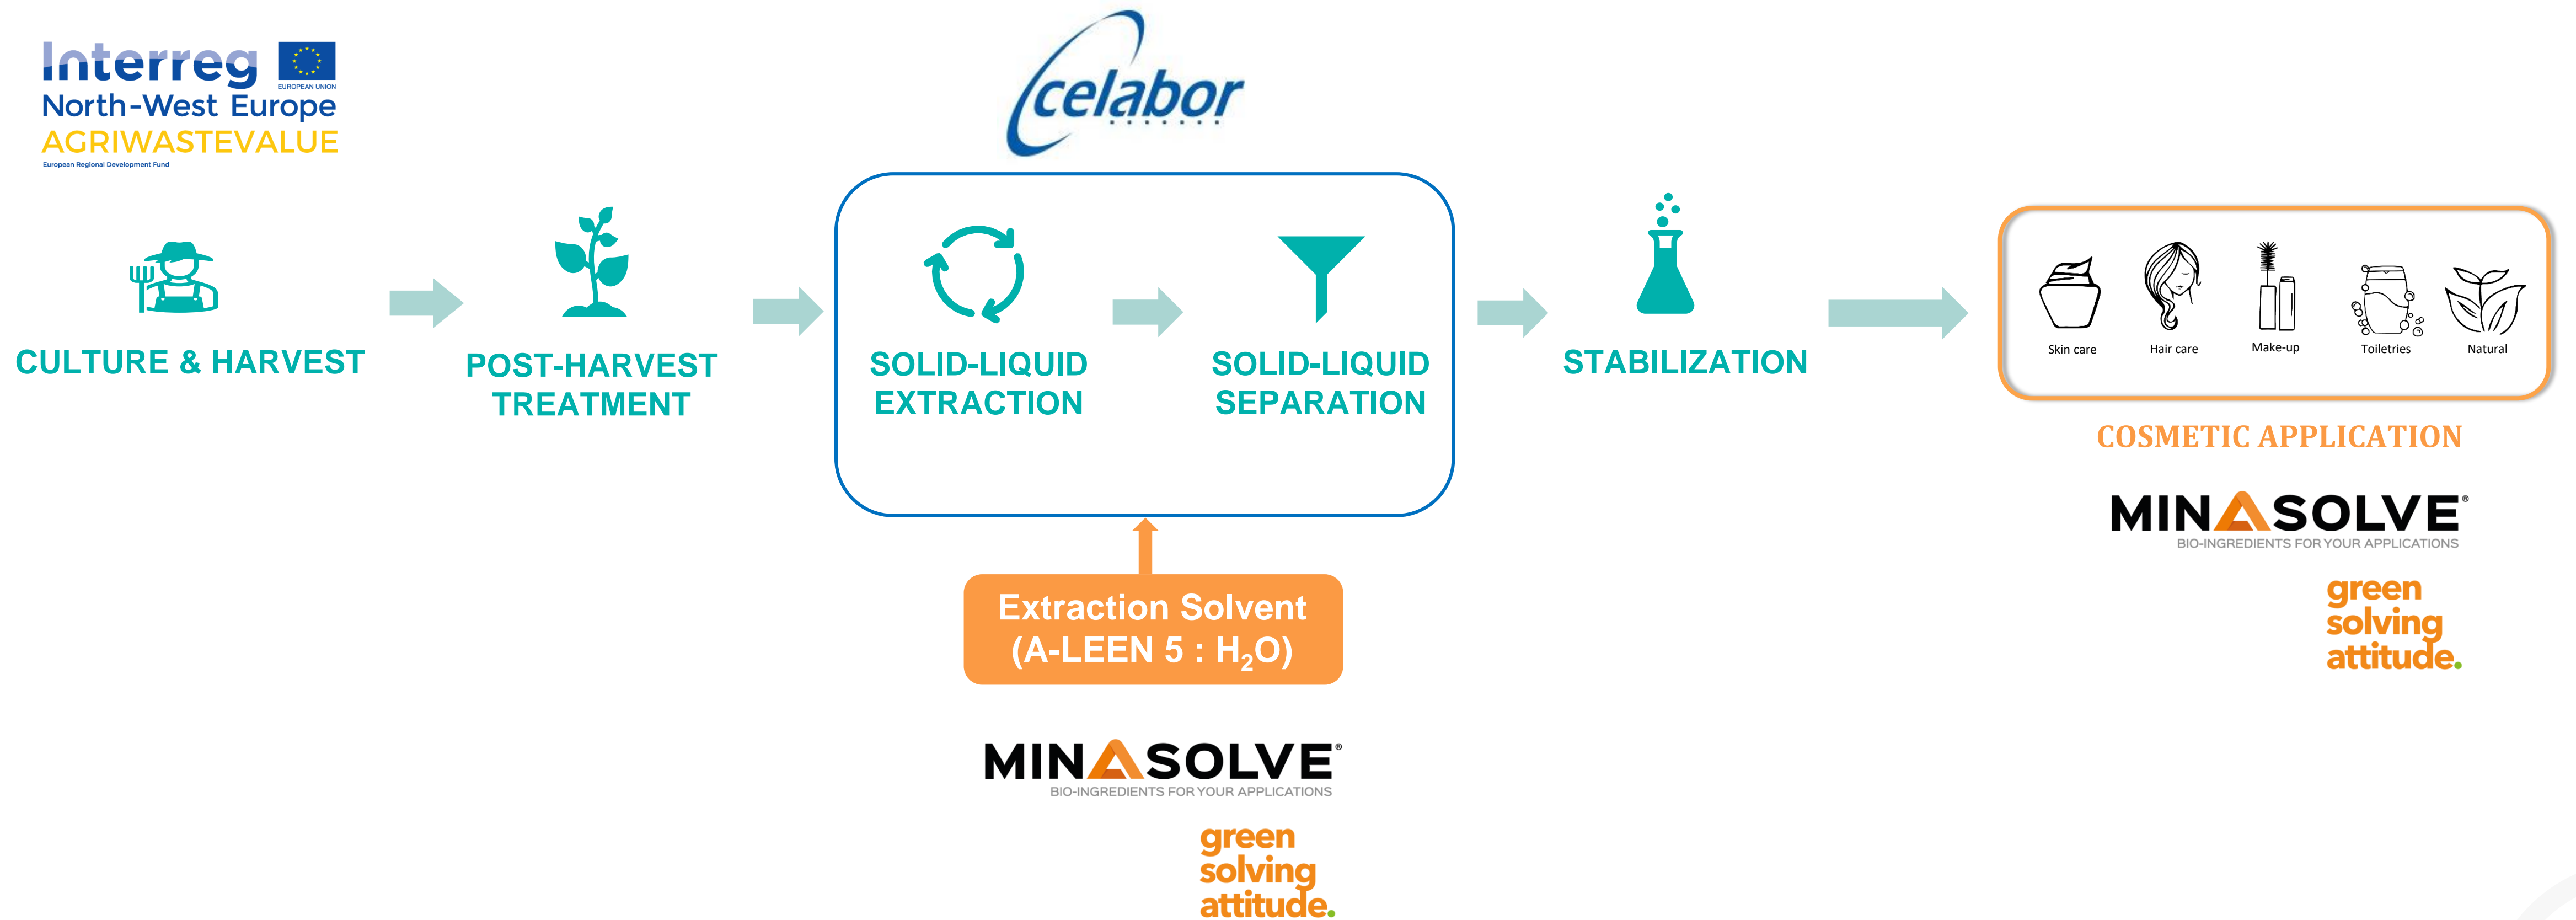 Interreg
EUROPEAN UNION
North-West Europe
AGRIWASTEVALUE
European Regional Development Fund
celabor
CULTURE & HARVEST
POST-HARVEST
TREATMENT
SOLID-LIQUID
EXTRACTION
SOLID-LIQUID
SEPARATION
STABILIZATION
Skin care
Hair care
Make-up
Toiletries
Natural
COSMETIC APPLICATION
MINASOLVE®
BIO-INGREDIENTS FOR YOUR APPLICATIONS
green
solving
attitude.
Extraction Solvent
(A-LEEN 5 : H₂O)
MINASOLVE®
BIO-INGREDIENTS FOR YOUR APPLICATIONS
green
solving
attitude.